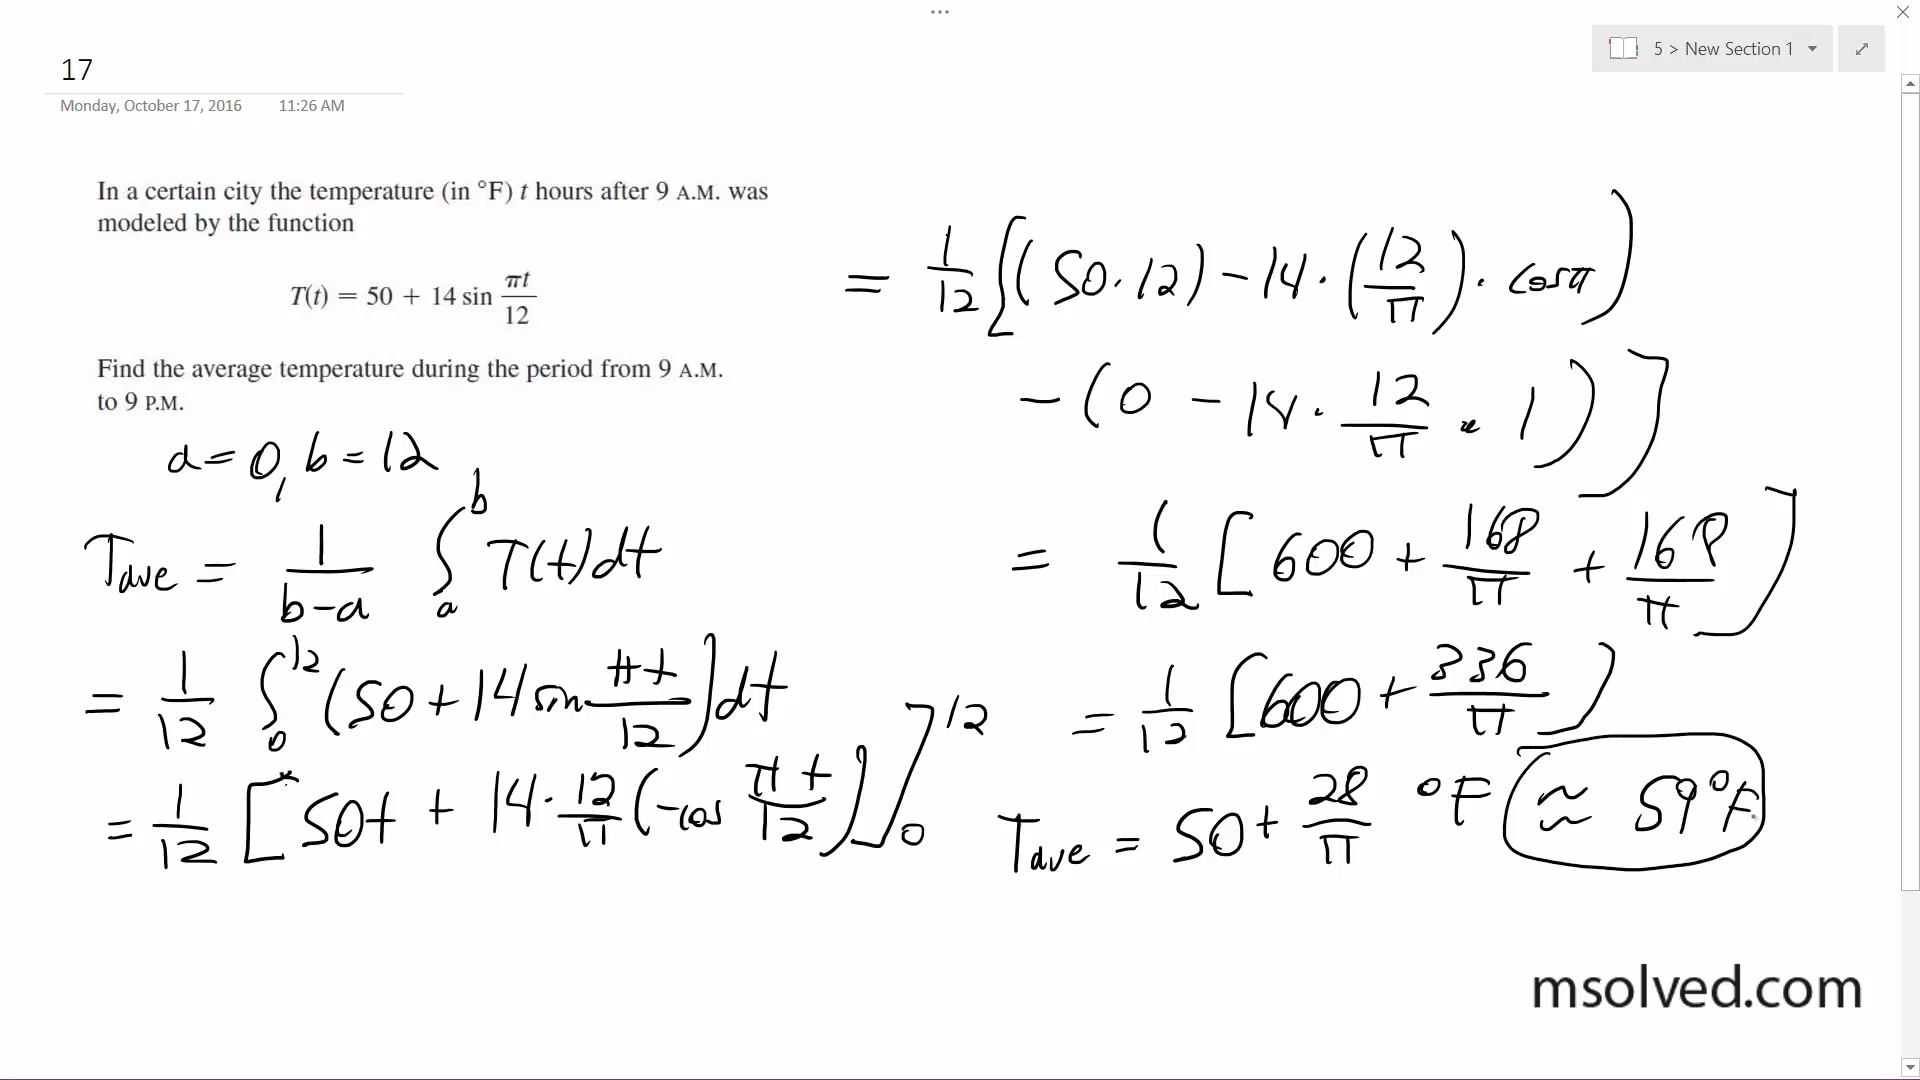 17
Monday, October 17, 2016 11:26 AM
5 > New Section 1
In a certain city the temperature (in °F) t hours after 9 A.M. was
modeled by the function
T(t) = 50 + 14 sin πt/12
Find the average temperature during the period from 9 A.M.
to 9 P.M.
a = 0, b = 12
Tave = 1/(b-a) ∫_a^b T(t)dt
= 1/12 ∫_0^12 (50 + 14 sin πt/12) dt
= 1/12 [50t + 14 · 12/π (-cos πt/12)]_0^12
= 1/12 [(50·12) - 14 · (12/π) · cosπ)
- (0 - 14 · 12/π · 1)]
= 1/12 [600 + 168/π + 168/π]
= 1/12 [600 + 336/π)
Tave = 50 + 28/π °F ≈ 59°F
msolved.com